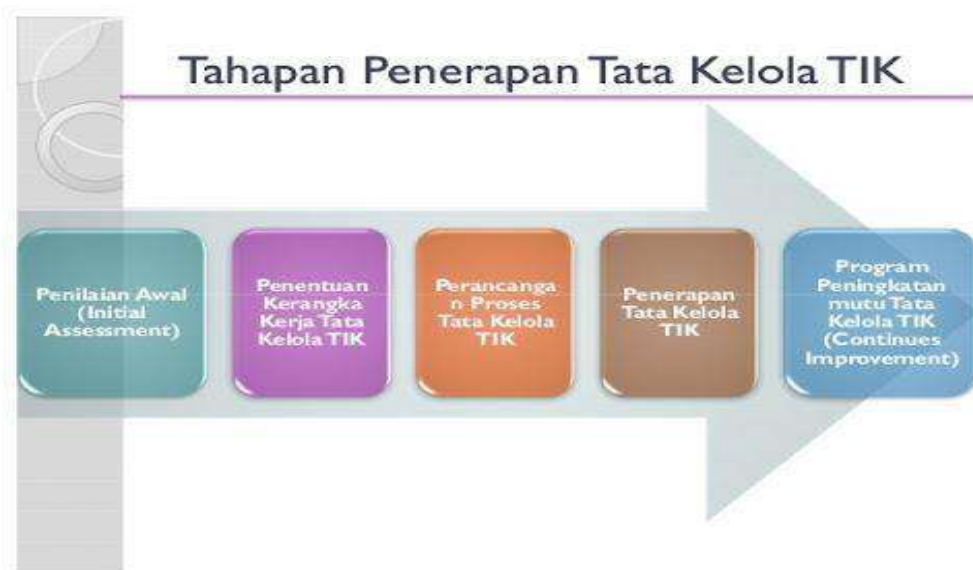 Tahapan Penerapan Tata Kelola TIK
Penilaian Awal
(Initial
Assessment)
Penentuan
Kerangka
Kerja Tata
Kelola TIK
Perancanga
n Proses
Tata Kelola
TIK
Penerapan
Tata Kelola
TIK
Program
Peningkatan
mutu Tata
Kelola TIK
(Continues
Improvement)